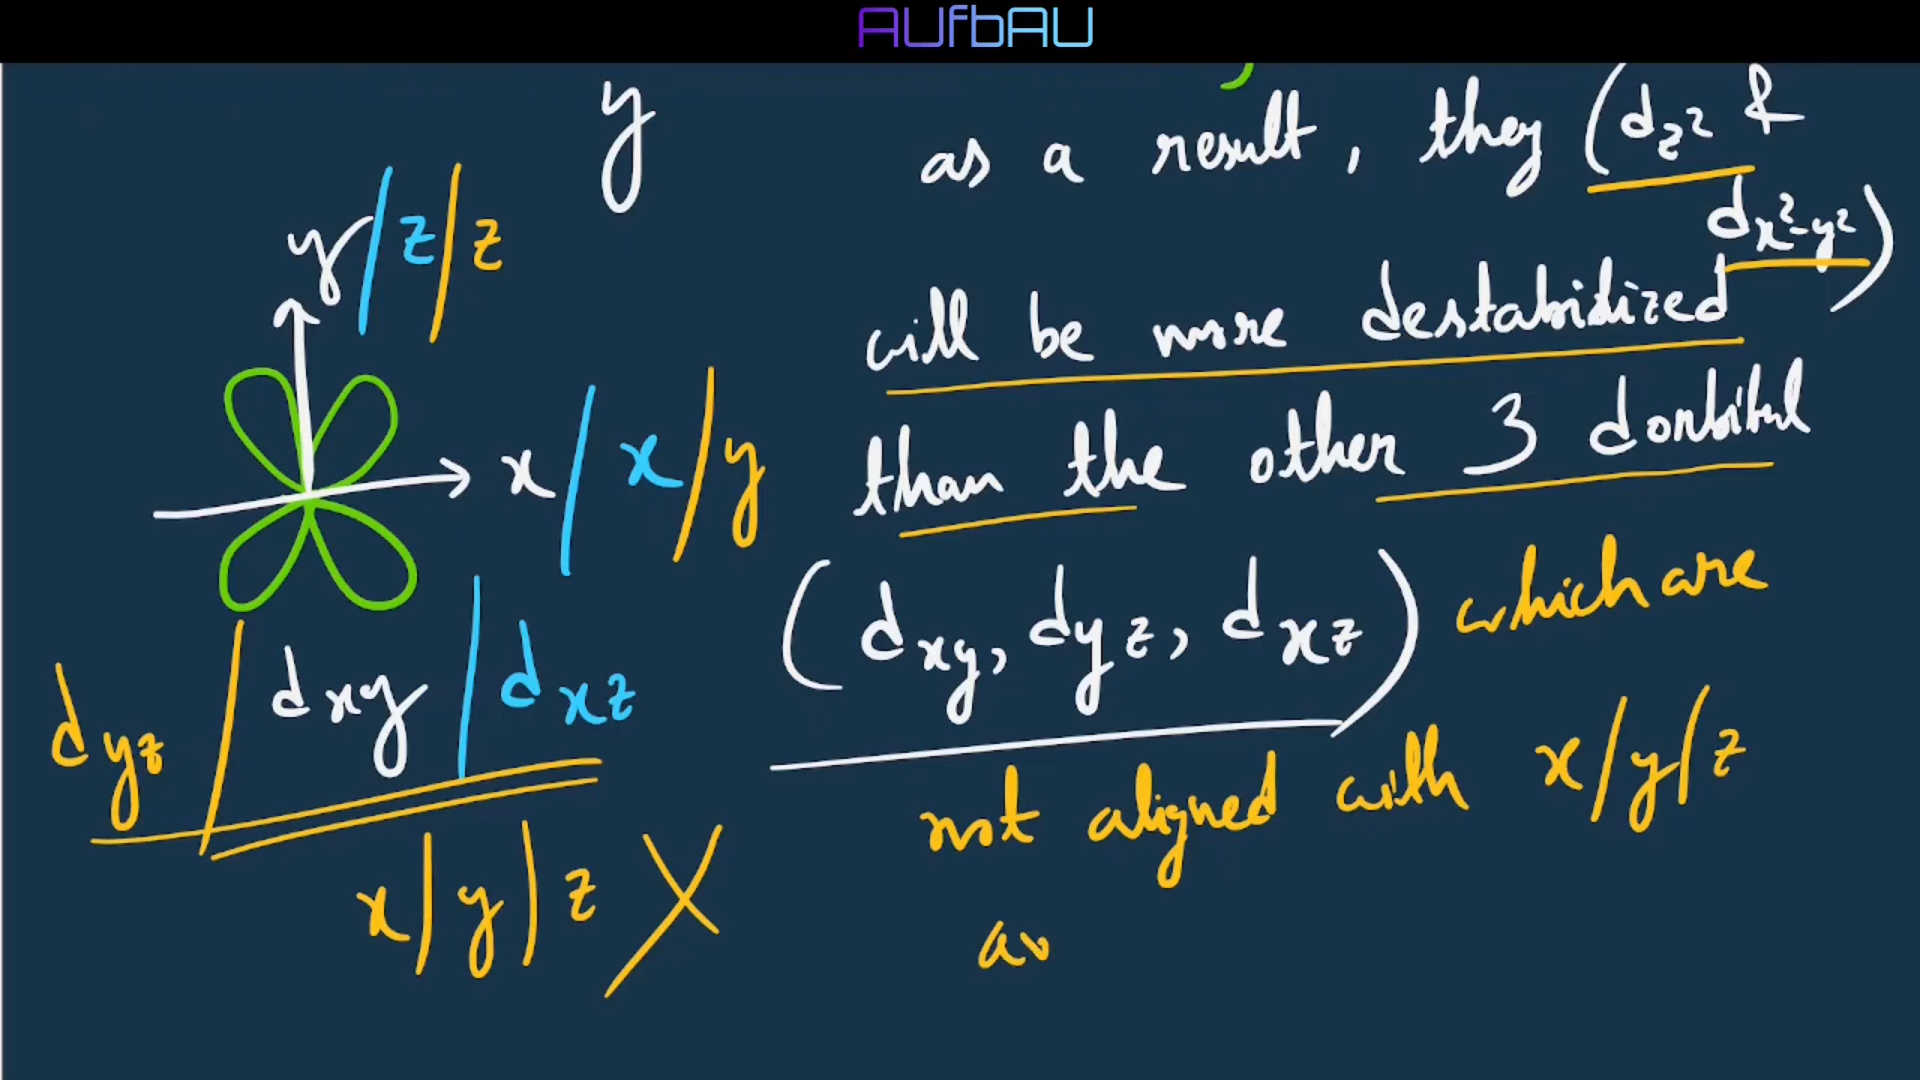 AUfbAU
y
as a result, they (dz² &
dx²-y²)
will be more destabilized
than the other 3 d orbital
(dxy, dyz, dxz) which are
not aligned with x/y/z
y/z/z
x/x/y
dyz/dxy/dxz
x/y/z X